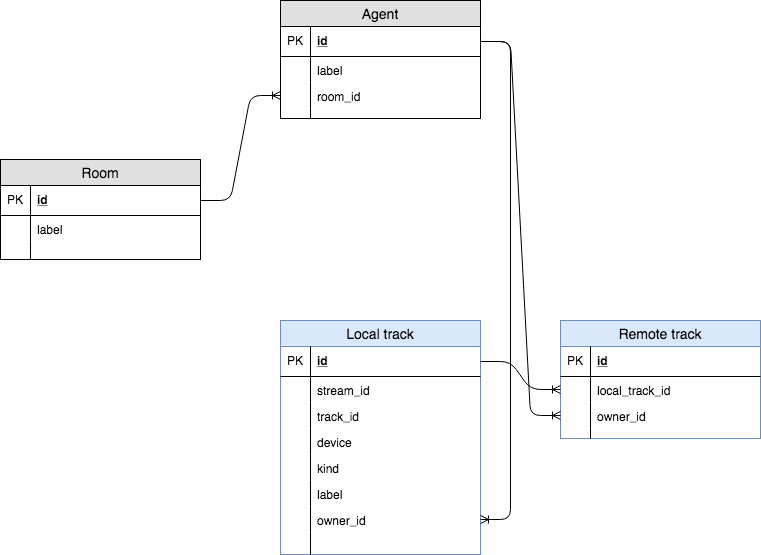 Agent
PK id
label
room_id
Room
PK id
label
Local track
PK id
stream_id
track_id
device
kind
label
owner_id
Remote track
PK id
local_track_id
owner_id